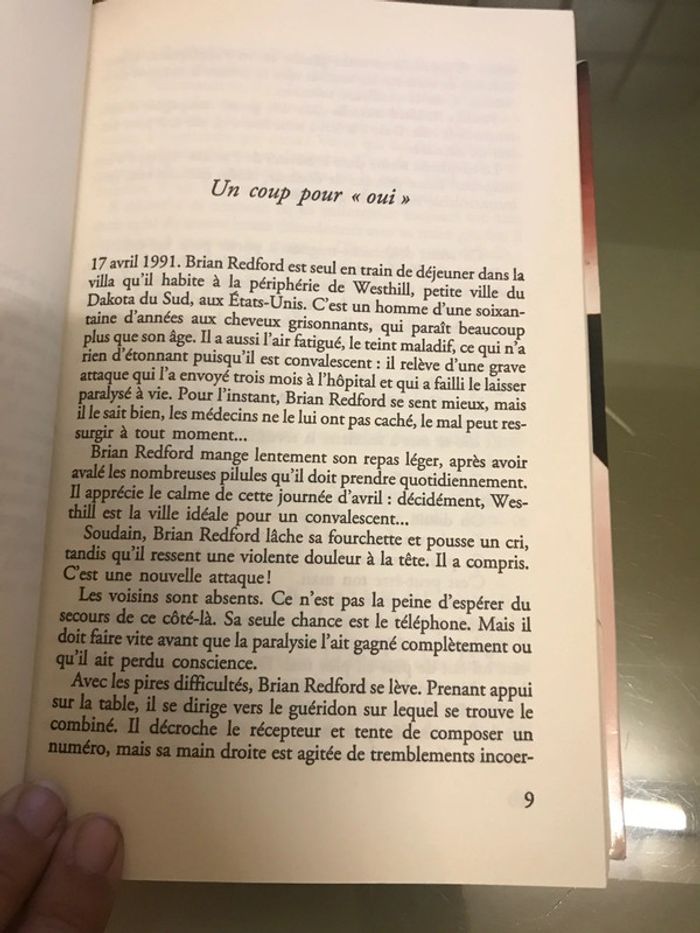 Un coup pour « oui »
17 avril 1991. Brian Redford est seul en train de déjeuner dans la
villa qu'il habite à la périphérie de Westhill, petite ville du
Dakota du Sud, aux États-Unis. C'est un homme d'une soixan-
taine d'années aux cheveux grisonnants, qui paraît beaucoup
plus que son âge. Il a aussi l'air fatigué, le teint maladif, ce qui n'a
rien d'étonnant puisqu'il est convalescent : il relève d'une grave
attaque qui l'a envoyé trois mois à l'hôpital et qui a failli le laisser
paralysé à vie. Pour l'instant, Brian Redford se sent mieux, mais
il le sait bien, les médecins ne le lui ont pas caché, le mal peut res-
surgir à tout moment...
Brian Redford mange lentement son repas léger, après avoir
avalé les nombreuses pilules qu'il doit prendre quotidiennement.
Il apprécie le calme de cette journée d'avril : décidément, Wes-
thill est la ville idéale pour un convalescent...
Soudain, Brian Redford lâche sa fourchette et pousse un cri,
tandis qu'il ressent une violente douleur à la tête. Il a compris.
C'est une nouvelle attaque !
Les voisins sont absents. Ce n'est pas la peine d'espérer du
secours de ce côté-là. Sa seule chance est le téléphone. Mais il
doit faire vite avant que la paralysie l'ait gagné complètement ou
qu'il ait perdu conscience.
Avec les pires difficultés, Brian Redford se lève. Prenant appui
sur la table, il se dirige vers le guéridon sur lequel se trouve le
combiné. Il décroche le récepteur et tente de composer un
numéro, mais sa main droite est agitée de tremblements incoer-
9